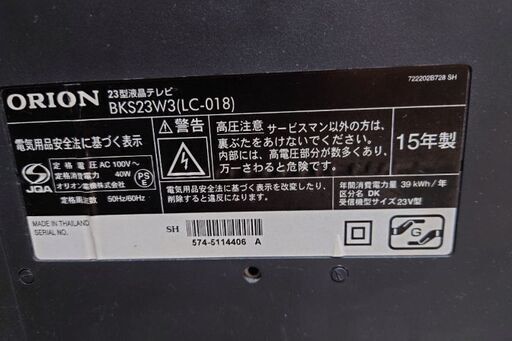 722202B728 SH
ORION
23型液晶テレビ
BKS23W3(LC-018)
電気用品安全法に基づく表示
JQA
定格電圧 AC 100V~
定格消費電力 40W
オリオン電機株式会社
定格周波数 50Hz/60Hz
PS
E
警告
高圧注意 サービスマン以外の方は、
裏ぶたをあけないでください。
内部には、高電圧部分が数多くあり、
万一さわると危険です。
電気用品安全法に基づく表示を改変したり、
削除すると違反になります。
15年製
年間消費電力量 39 kWh/年
区分名 DK
受信機型サイズ 23V型
MADE IN THAILAND
SERIAL NO.
SH
574-5114406 A
G